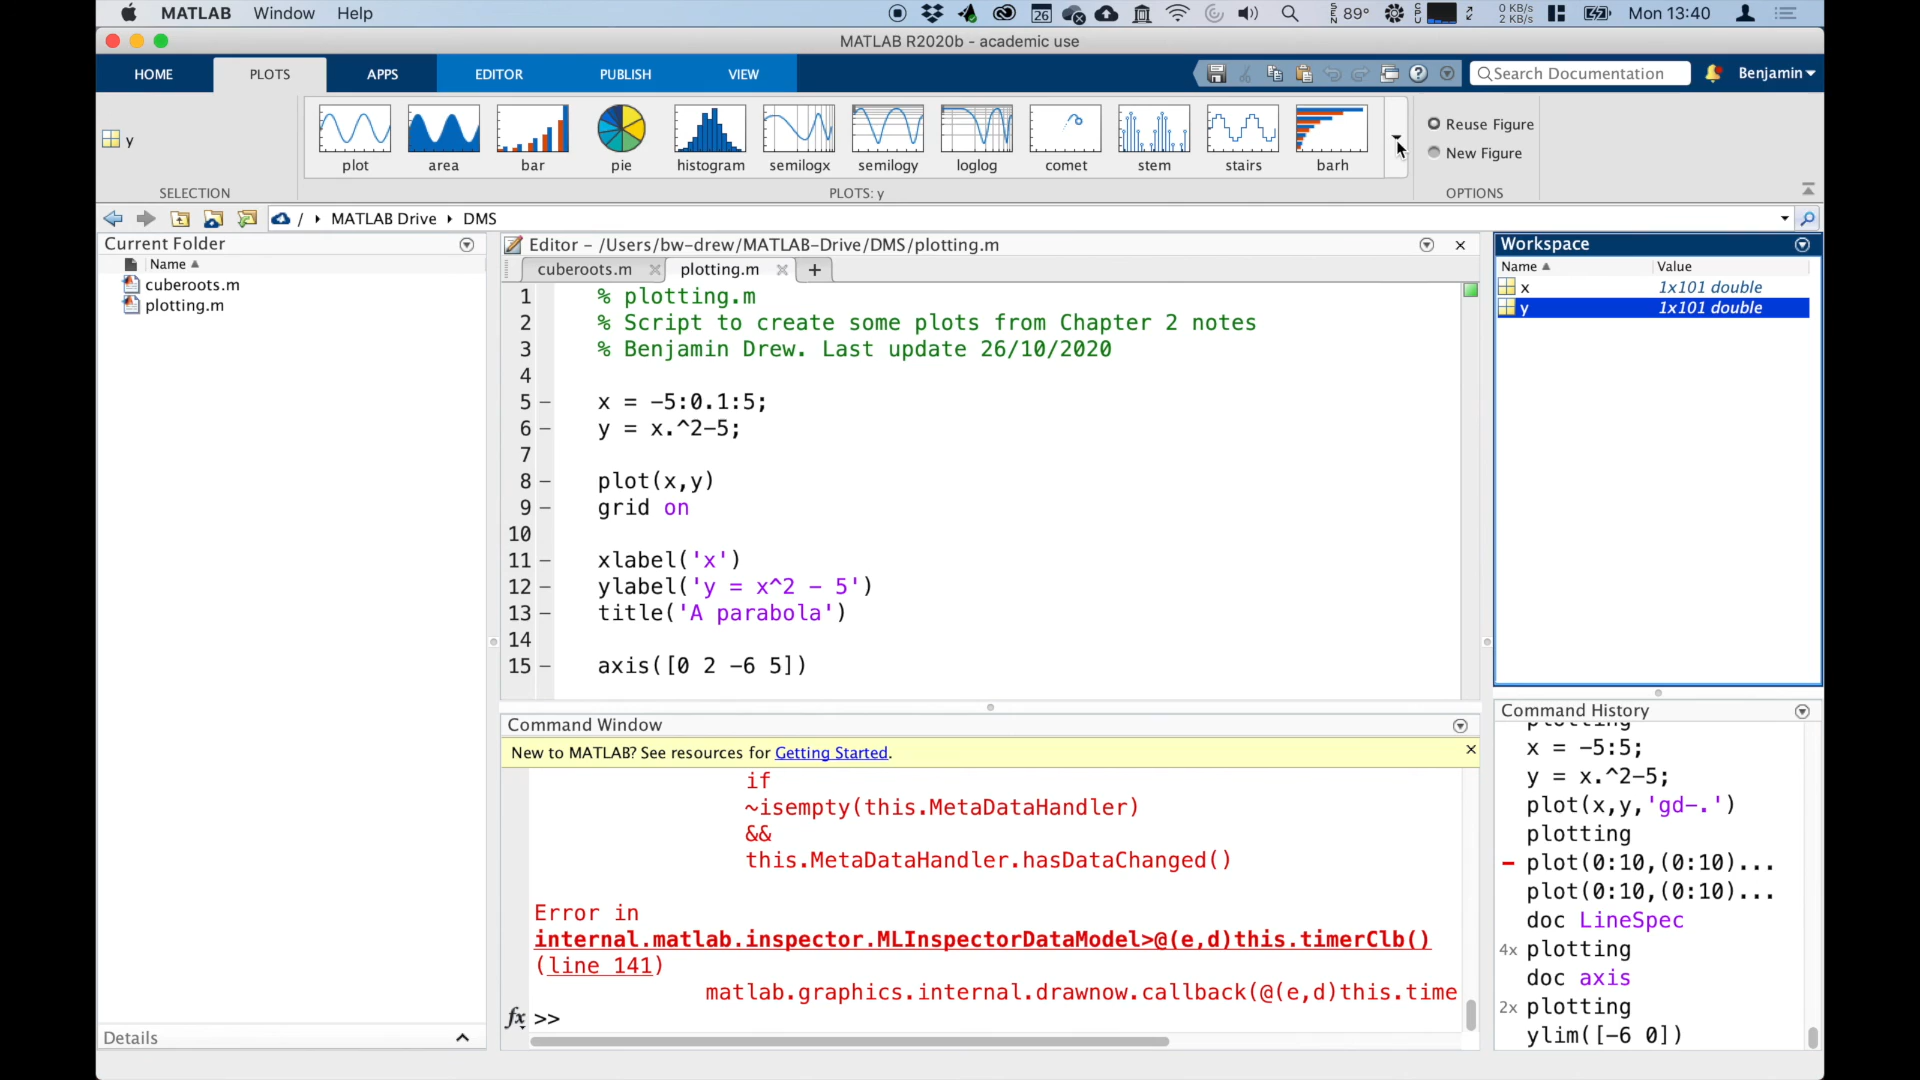 MATLAB Window Help
26 SEN 89° CPU 0 KB/s 2 KB/s Mon 13:40
MATLAB R2020b - academic use
HOME PLOTS APPS EDITOR PUBLISH VIEW
Search Documentation Benjamin
y
plot area bar pie histogram semilogx semilogy loglog comet stem stairs barh
Reuse Figure
New Figure
SELECTION PLOTS: y OPTIONS
/ MATLAB Drive DMS
Current Folder
Name
cuberoots.m
plotting.m
Details
Editor - /Users/bw-drew/MATLAB-Drive/DMS/plotting.m
cuberoots.m plotting.m
1 % plotting.m
2 % Script to create some plots from Chapter 2 notes
3 % Benjamin Drew. Last update 26/10/2020
4
5 x = -5:0.1:5;
6 y = x.^2-5;
7
8 plot(x,y)
9 grid on
10
11 xlabel('x')
12 ylabel('y = x^2 - 5')
13 title('A parabola')
14
15 axis([0 2 -6 5])
Command Window
New to MATLAB? See resources for Getting Started.
if
~isempty(this.MetaDataHandler)
&&
this.MetaDataHandler.hasDataChanged()
Error in
internal.matlab.inspector.MLInspectorDataModel>@(e,d)this.timerClb()
(line 141)
matlab.graphics.internal.drawnow.callback(@(e,d)this.time
fx >>
Workspace
Name Value
x 1x101 double
y 1x101 double
Command History
plotting
x = -5:5;
y = x.^2-5;
plot(x,y,'gd-.')
plotting
plot(0:10,(0:10)...
plot(0:10,(0:10)...
doc LineSpec
4x plotting
doc axis
2x plotting
ylim([-6 0])